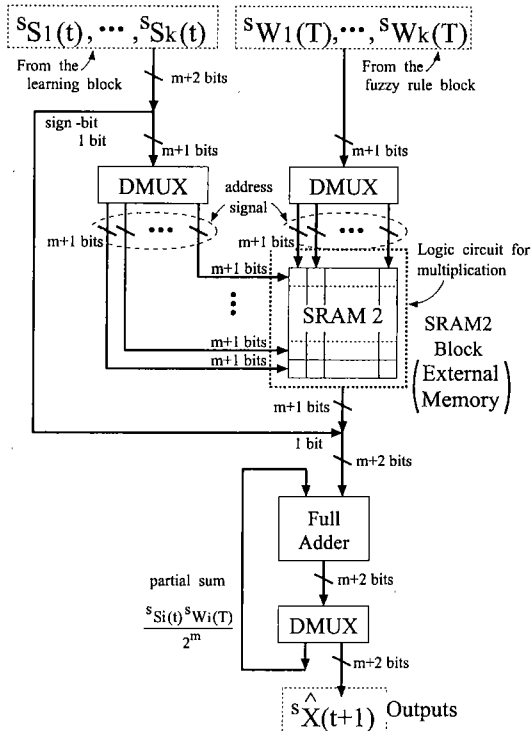 sS1(t),•••,sSk(t)
sW1(T),•••,sWk(T)
From the
learning block
From the
fuzzy rule block
m+2 bits
sign -bit
1 bit
m+1 bits
m+1 bits
DMUX
DMUX
address
signal
•••
•••
m+1 bits
m+1 bits
Logic circuit for
multiplication
m+1 bits
SRAM 2
SRAM2
Block
(External
Memory)
m+1 bits
m+1 bits
m+1 bits
1 bit
m+2 bits
Full
Adder
partial sum
m+2 bits
sSi(t)sWi(T)
2m
DMUX
m+2 bits
sX̂(t+1)
Outputs